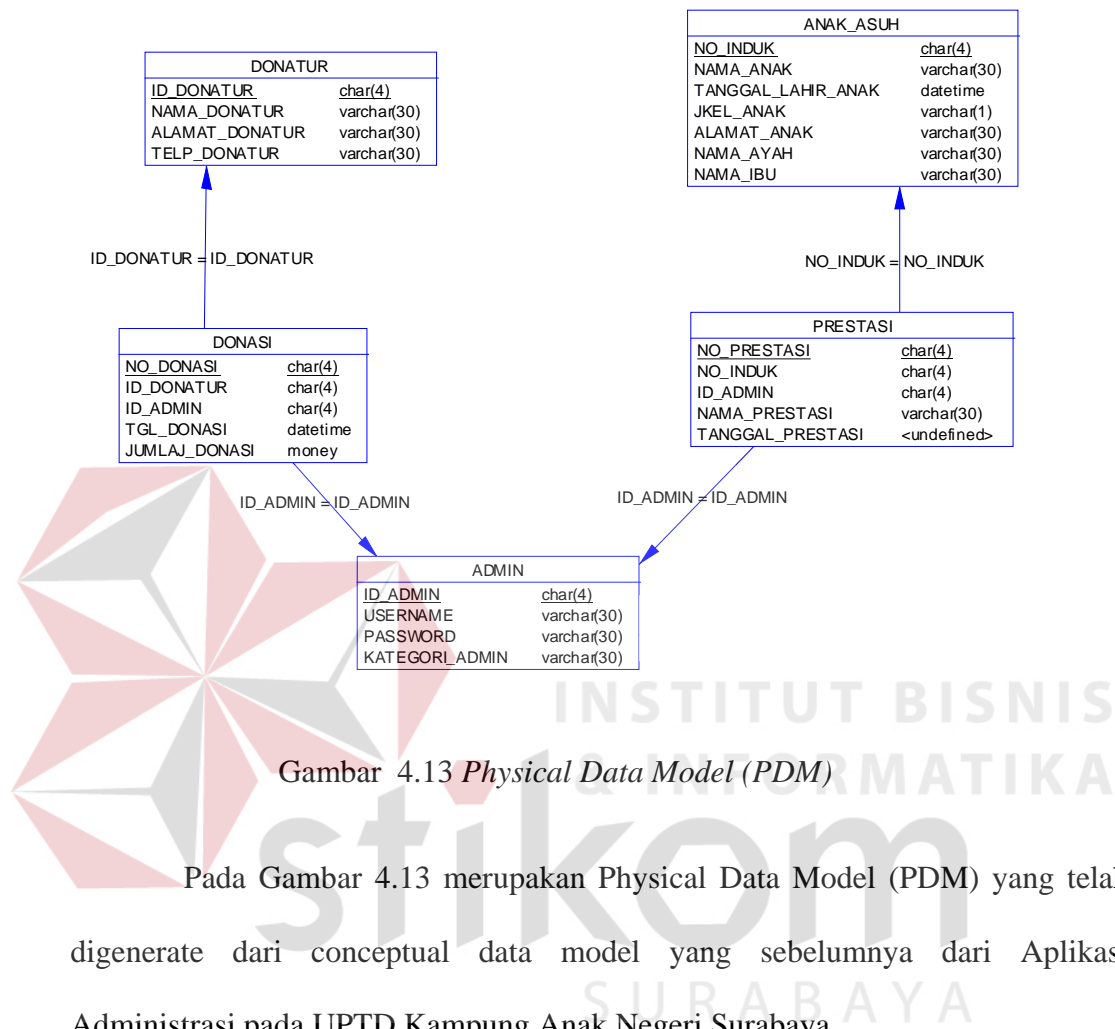 DONATUR
ID_DONATUR char(4)
NAMA_DONATUR varchar(30)
ALAMAT_DONATUR varchar(30)
TELP_DONATUR varchar(30)
ANAK_ASUH
NO_INDUK char(4)
NAMA_ANAK varchar(30)
TANGGAL_LAHIR_ANAK datetime
JKEL_ANAK varchar(1)
ALAMAT_ANAK varchar(30)
NAMA_AYAH varchar(30)
NAMA_IBU varchar(30)
ID_DONATUR = ID_DONATUR
NO_INDUK = NO_INDUK
DONASI
NO_DONASI char(4)
ID_DONATUR char(4)
ID_ADMIN char(4)
TGL_DONASI datetime
JUMLAJ_DONASI money
PRESTASI
NO_PRESTASI char(4)
NO_INDUK char(4)
ID_ADMIN char(4)
NAMA_PRESTASI varchar(30)
TANGGAL_PRESTASI <undefined>
ID_ADMIN = ID_ADMIN
ID_ADMIN = ID_ADMIN
ADMIN
ID_ADMIN char(4)
USERNAME varchar(30)
PASSWORD varchar(30)
KATEGORI_ADMIN varchar(30)
INSTITUT BISNIS
& INFORMATIKA
stikom
SURABAYA
Gambar 4.13 Physical Data Model (PDM)
Pada Gambar 4.13 merupakan Physical Data Model (PDM) yang telah
digenerate dari conceptual data model yang sebelumnya dari Aplikas
Administrasi pada UPTD Kampung Anak Negeri Surabaya